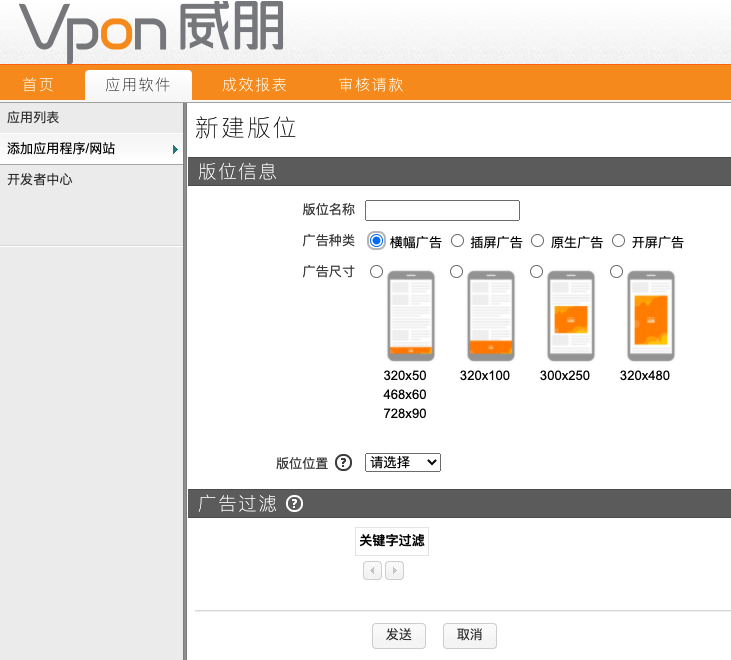 Vpon 威朋
首页 应用软件 成效报表 审核请款
应用列表
添加应用程序/网站
开发者中心
新建版位
版位信息
版位名称
广告种类 横幅广告 插屏广告 原生广告 开屏广告
广告尺寸
320x50 320x100 300x250 320x480
468x60
728x90
版位位置 ? 请选择
广告过滤 ?
关键字过滤
发送 取消